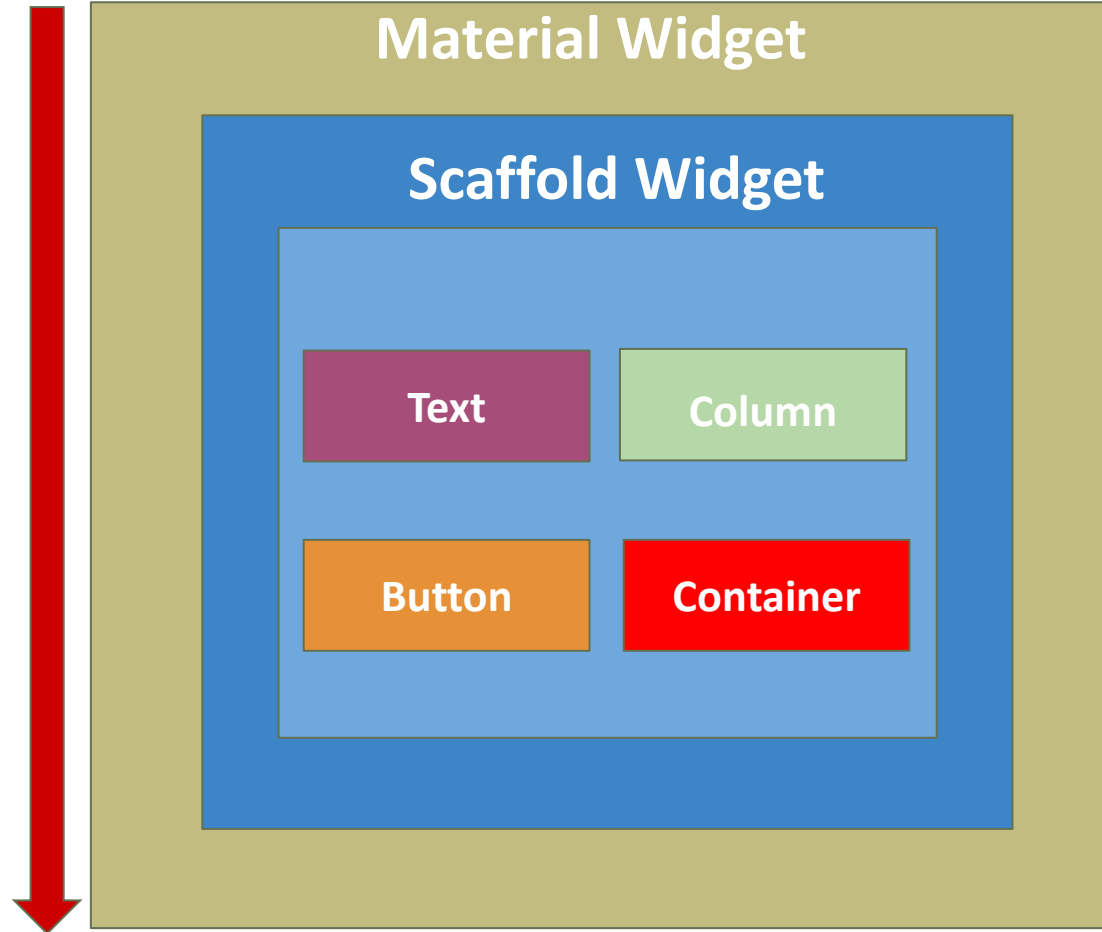 Material Widget
Scaffold Widget
Text
Column
Button
Container